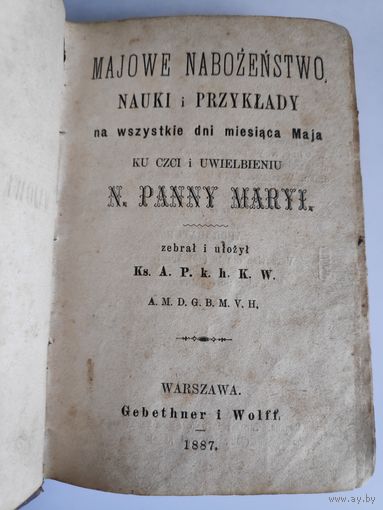 MAJOWE NABOŻEŃSTWO,
NAUKI i PRZYKŁADY
na wszystkie dni miesiąca Maja
KU CZCI i UWIELBIENIU
N. PANNY MARYI.
zebrał i ułożył
Ks. A. P. k. h. K. W.
A. M. D. G. B. M. V. H.
WARSZAWA.
Gebethner i Wolff.
1887.
ay.by